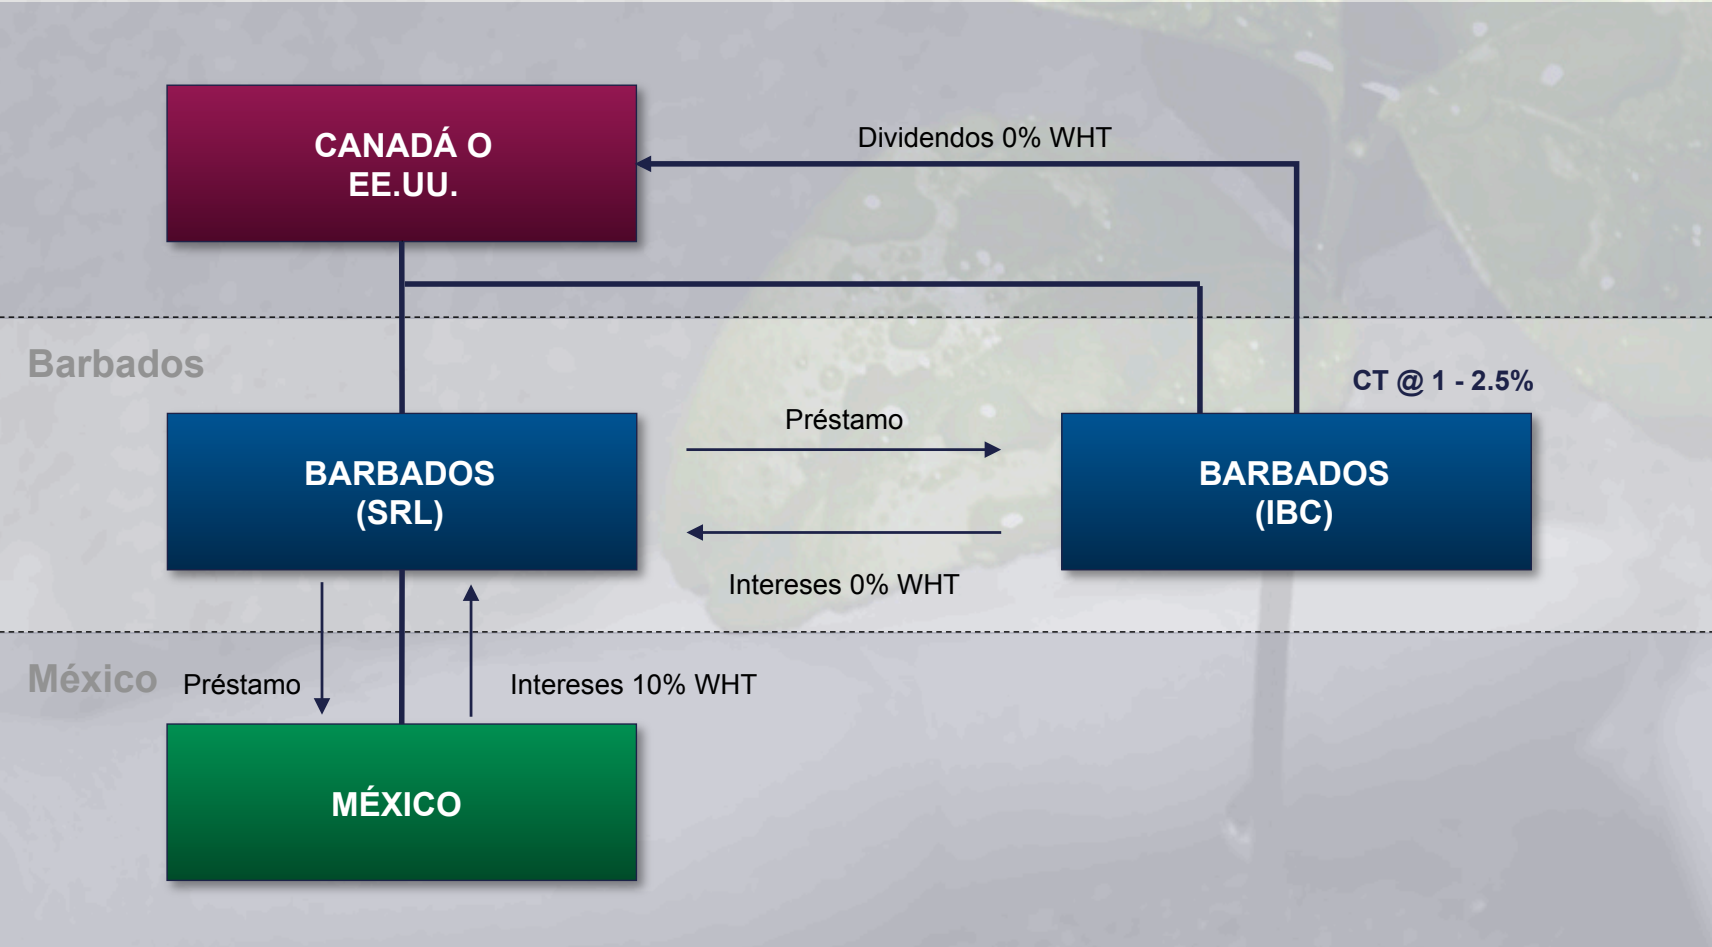 CANADÁ O
EE.UU.
Dividendos 0% WHT
Barbados
CT @ 1 - 2.5%
BARBADOS
(SRL)
Préstamo
Intereses 0% WHT
BARBADOS
(IBC)
México
Préstamo
Intereses 10% WHT
MÉXICO